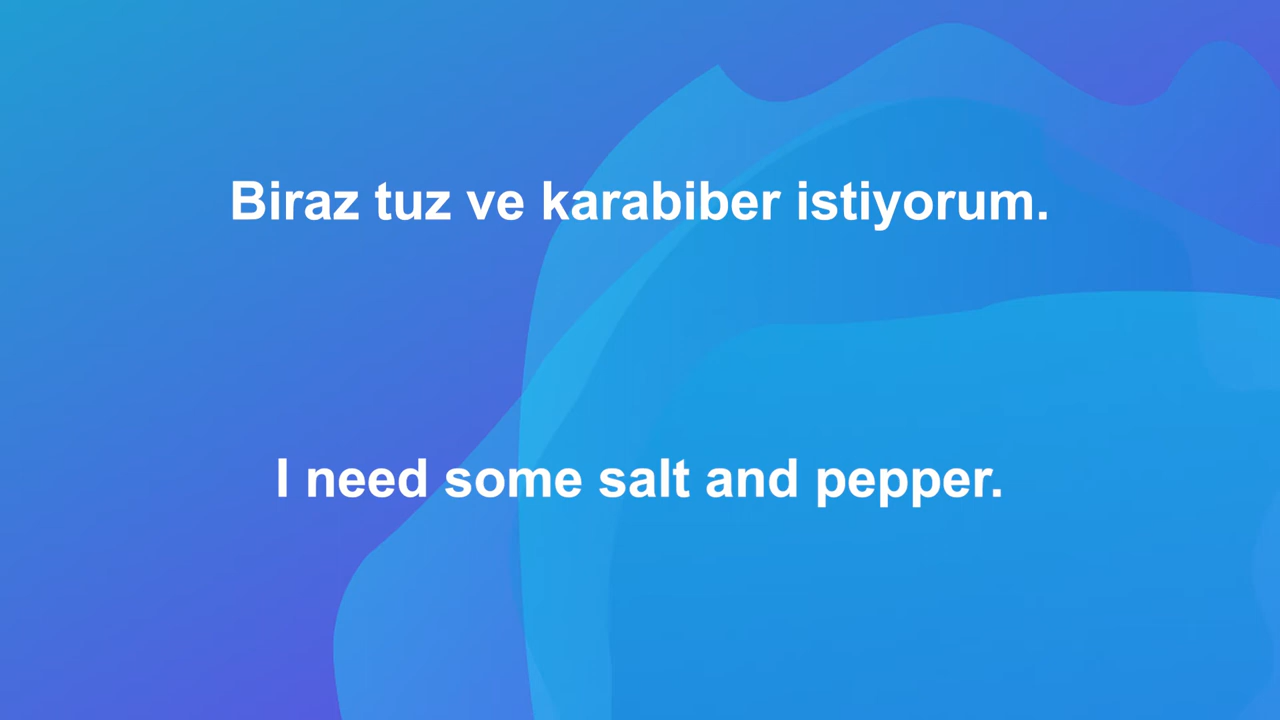 Biraz tuz ve karabiber istiyorum.
I need some salt and pepper.